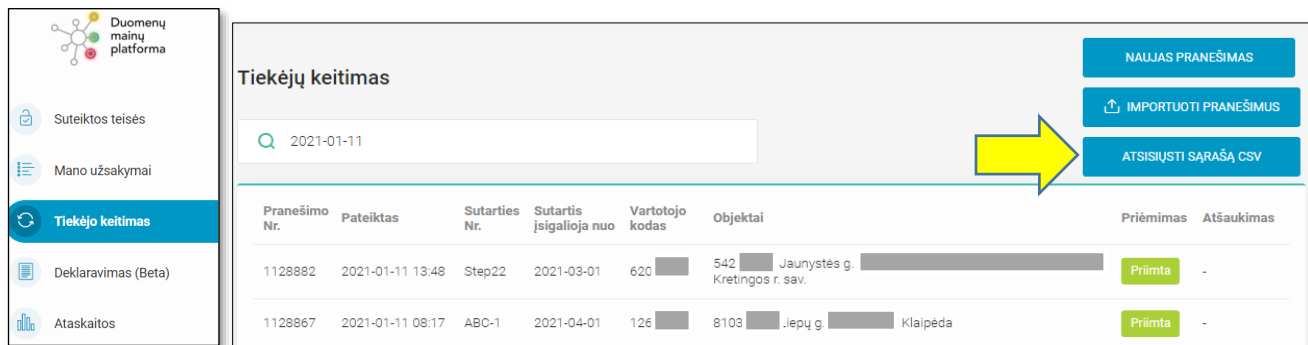 Duomenų
mainų
platforma
Suteiktos teisės
Mano užsakymai
Tiekėjo keitimas
Deklaravimas (Beta)
Ataskaitos
Tiekėjų keitimas
NAUJAS PRANEŠIMAS
IMPORTUOTI PRANEŠIMUS
2021-01-11
ATSISIŲSTI SĄRAŠĄ CSV
Pranešimo Nr. Pateiktas Sutarties Nr. Sutartis įsigalioja nuo Vartotojo kodas Objektai Priėmimas Atšaukimas
1128882 2021-01-11 13:48 Step22 2021-03-01 620 542 Jaunystės g.
Kretingos r. sav. Priimta -
1128867 2021-01-11 08:17 ABC-1 2021-04-01 126 8103 Liepų g. Klaipėda Priimta -